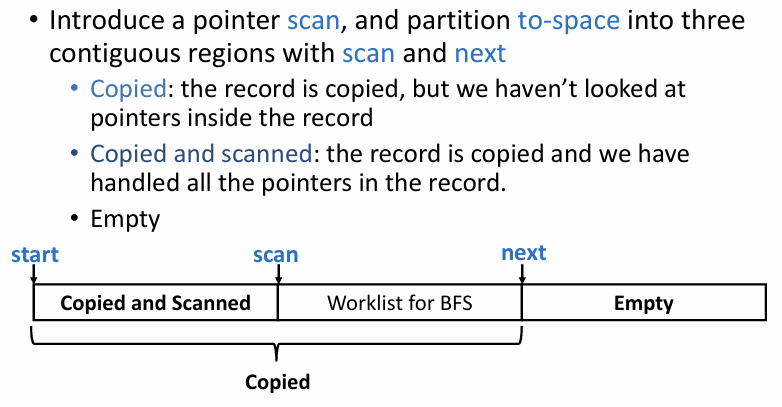 • Introduce a pointer scan, and partition to-space into three
contiguous regions with scan and next
• Copied: the record is copied, but we haven’t looked at
pointers inside the record
• Copied and scanned: the record is copied and we have
handled all the pointers in the record.
• Empty
start scan next
Copied and Scanned Worklist for BFS Empty
Copied